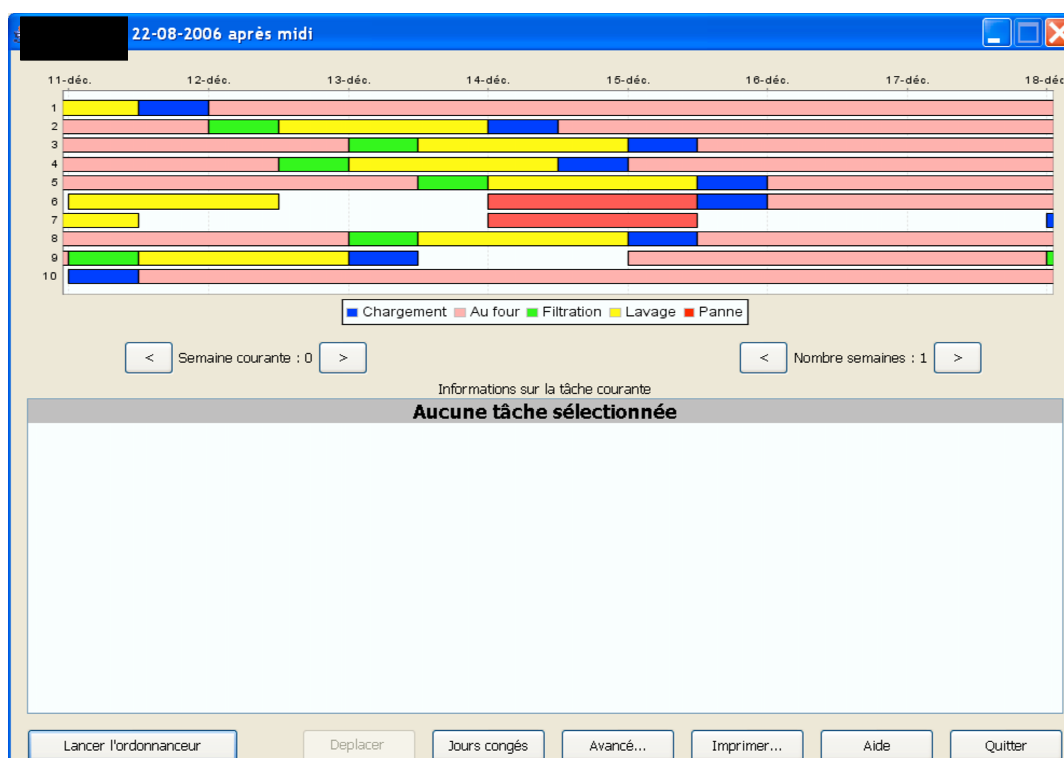 22-08-2006 après midi
11-déc. 12-déc. 13-déc. 14-déc. 15-déc. 16-déc. 17-déc. 18-déc
1
2
3
4
5
6
7
8
9
10
Chargement Au four Filtration Lavage Panne
< Semaine courante : 0 > < Nombre semaines : 1 >
Informations sur la tâche courante
Aucune tâche sélectionnée
Lancer l'ordonnanceur Deplacer Jours congés Avancé... Imprimer... Aide Quitter